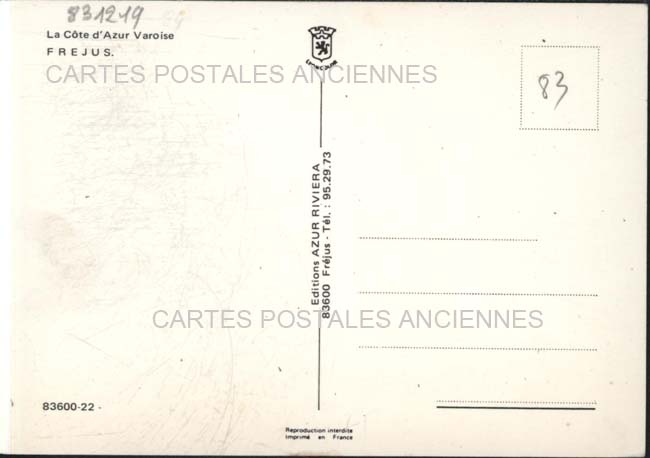 831219
La Côte d'Azur Varoise
FREJUS.
CARTES POSTALES ANCIENNES
83
Editions AZUR RIVIERA
83600 Fréjus - Tél. : 95.29.73
CARTES POSTALES ANCIENNES
83600-22 -
Reproduction interdite
Imprimé en France